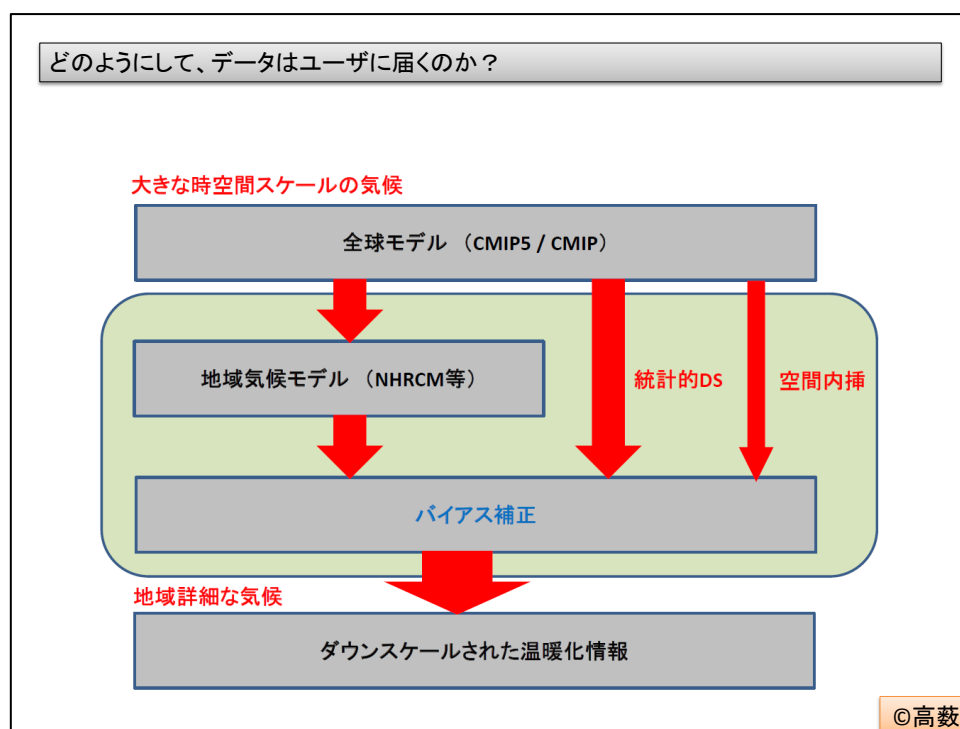 どのようにして、データはユーザに届くのか？
大きな時空間スケールの気候
全球モデル （CMIP5 / CMIP）
地域気候モデル （NHRCM等）
統計的DS
空間内挿
バイアス補正
地域詳細な気候
ダウンスケールされた温暖化情報
©高薮